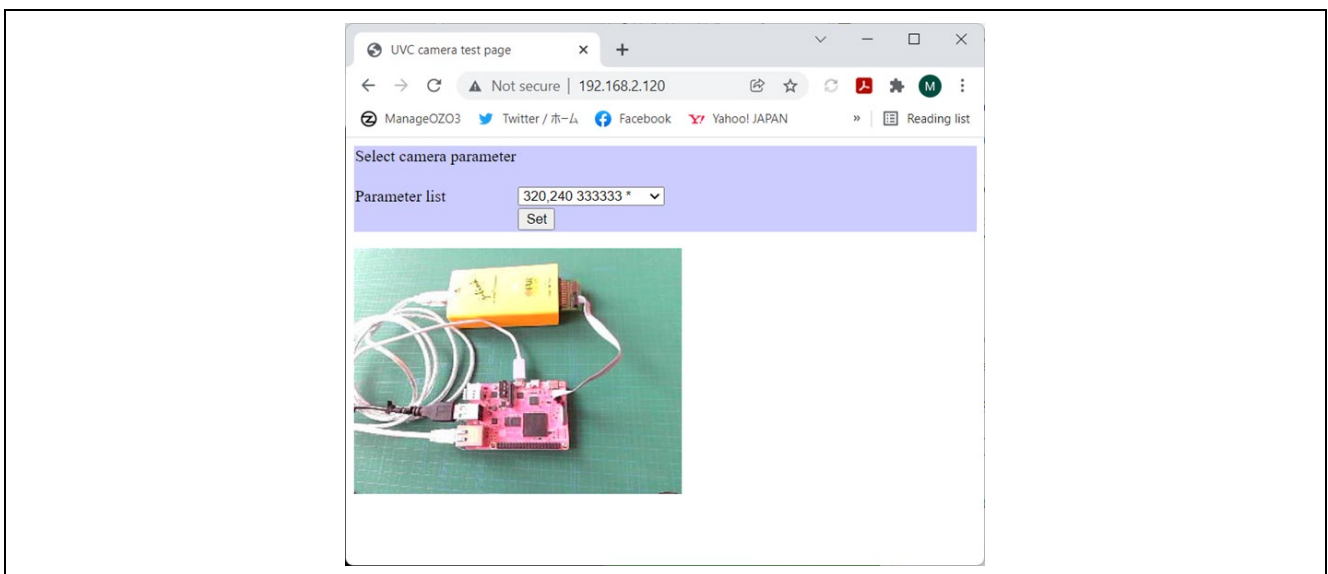 UVC camera test page
Not secure | 192.168.2.120
M
ManageOZO3 Twitter / ホーム Facebook Y! Yahoo! JAPAN » Reading list
Select camera parameter
Parameter list 320,240 333333 *
Set